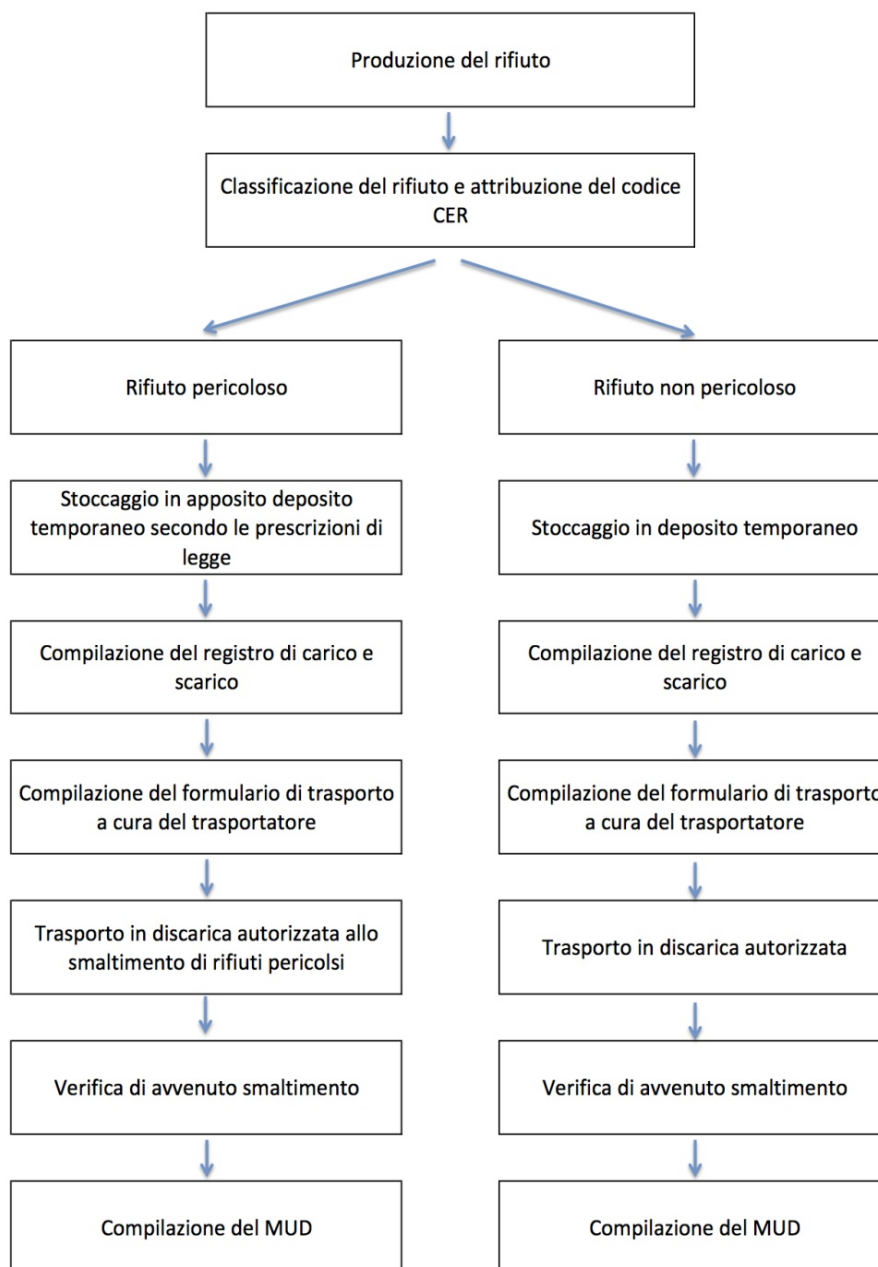 Produzione del rifiuto
Classificazione del rifiuto e attribuzione del codice
CER
Rifiuto pericoloso
Stoccaggio in apposito deposito
temporaneo secondo le prescrizioni di
legge
Compilazione del registro di carico e
scarico
Compilazione del formulario di trasporto
a cura del trasportatore
Trasporto in discarica autorizzata allo
smaltimento di rifiuti pericolsi
Verifica di avvenuto smaltimento
Compilazione del MUD
Rifiuto non pericoloso
Stoccaggio in deposito temporaneo
Compilazione del registro di carico e
scarico
Compilazione del formulario di trasporto
a cura del trasportatore
Trasporto in discarica autorizzata
Verifica di avvenuto smaltimento
Compilazione del MUD